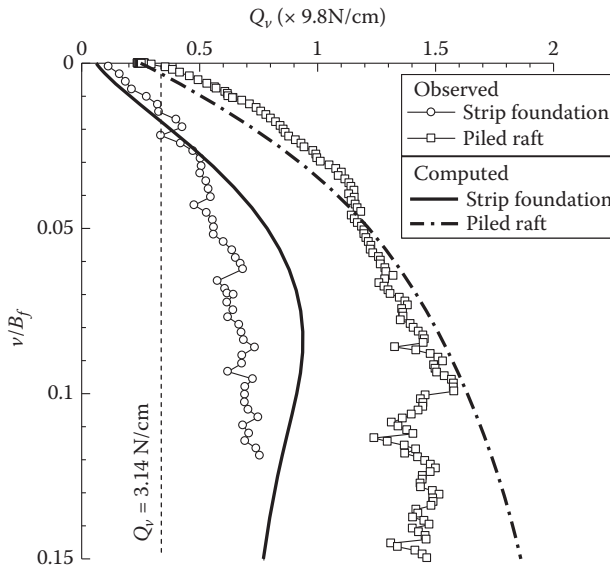 Q_v (× 9.8N/cm)
0 0.5 1 1.5 2
0
0.05
0.1
0.15
v/B_f
Q_v = 3.14 N/cm
Observed
Strip foundation
Piled raft
Computed
Strip foundation
Piled raft